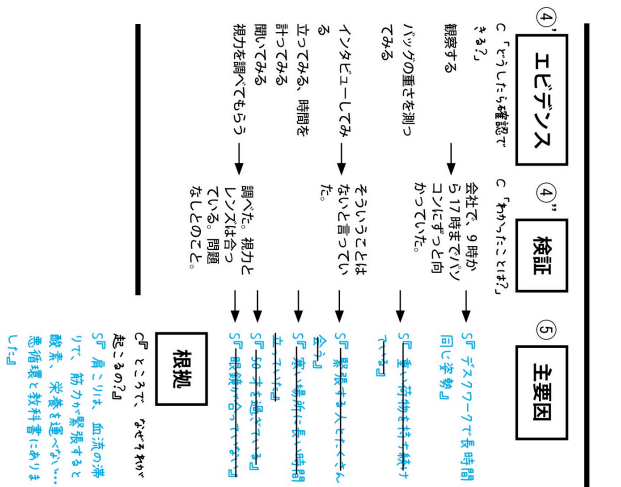 ④’
エビデンス
C「どうしたら確認で
きる?」
観察する
バッグの重さを測っ
てみる
インタビューしてみ
る
立ってみる、時間を
計ってみる
聞いてみる
視力を調べてもらう
④”
検証
C「わかったことは?」
会社で、9時か
ら17時までパソ
コンにずっと向
かっていた。
そういうことは
ないと言ってい
た。
調べた。視力と
レンズは合っ
ている。問題
なしとのこと。
⑤
主要因
S『デスクワークで長時間
同じ姿勢』
S『重い荷物を持ち続け
ている』
S『緊張する人とたくさん
会う』
S『寒い場所に長い時間
立っていた』
S『50才を過ぎている』
S『眼鏡が合っていない』
根拠
C『ところで、なぜそれが
起こるの?』
S『肩こりは、血流の滞
りで、筋力が緊張すると
酸素、栄養を運べない…
悪循環と教科書にありま
した』